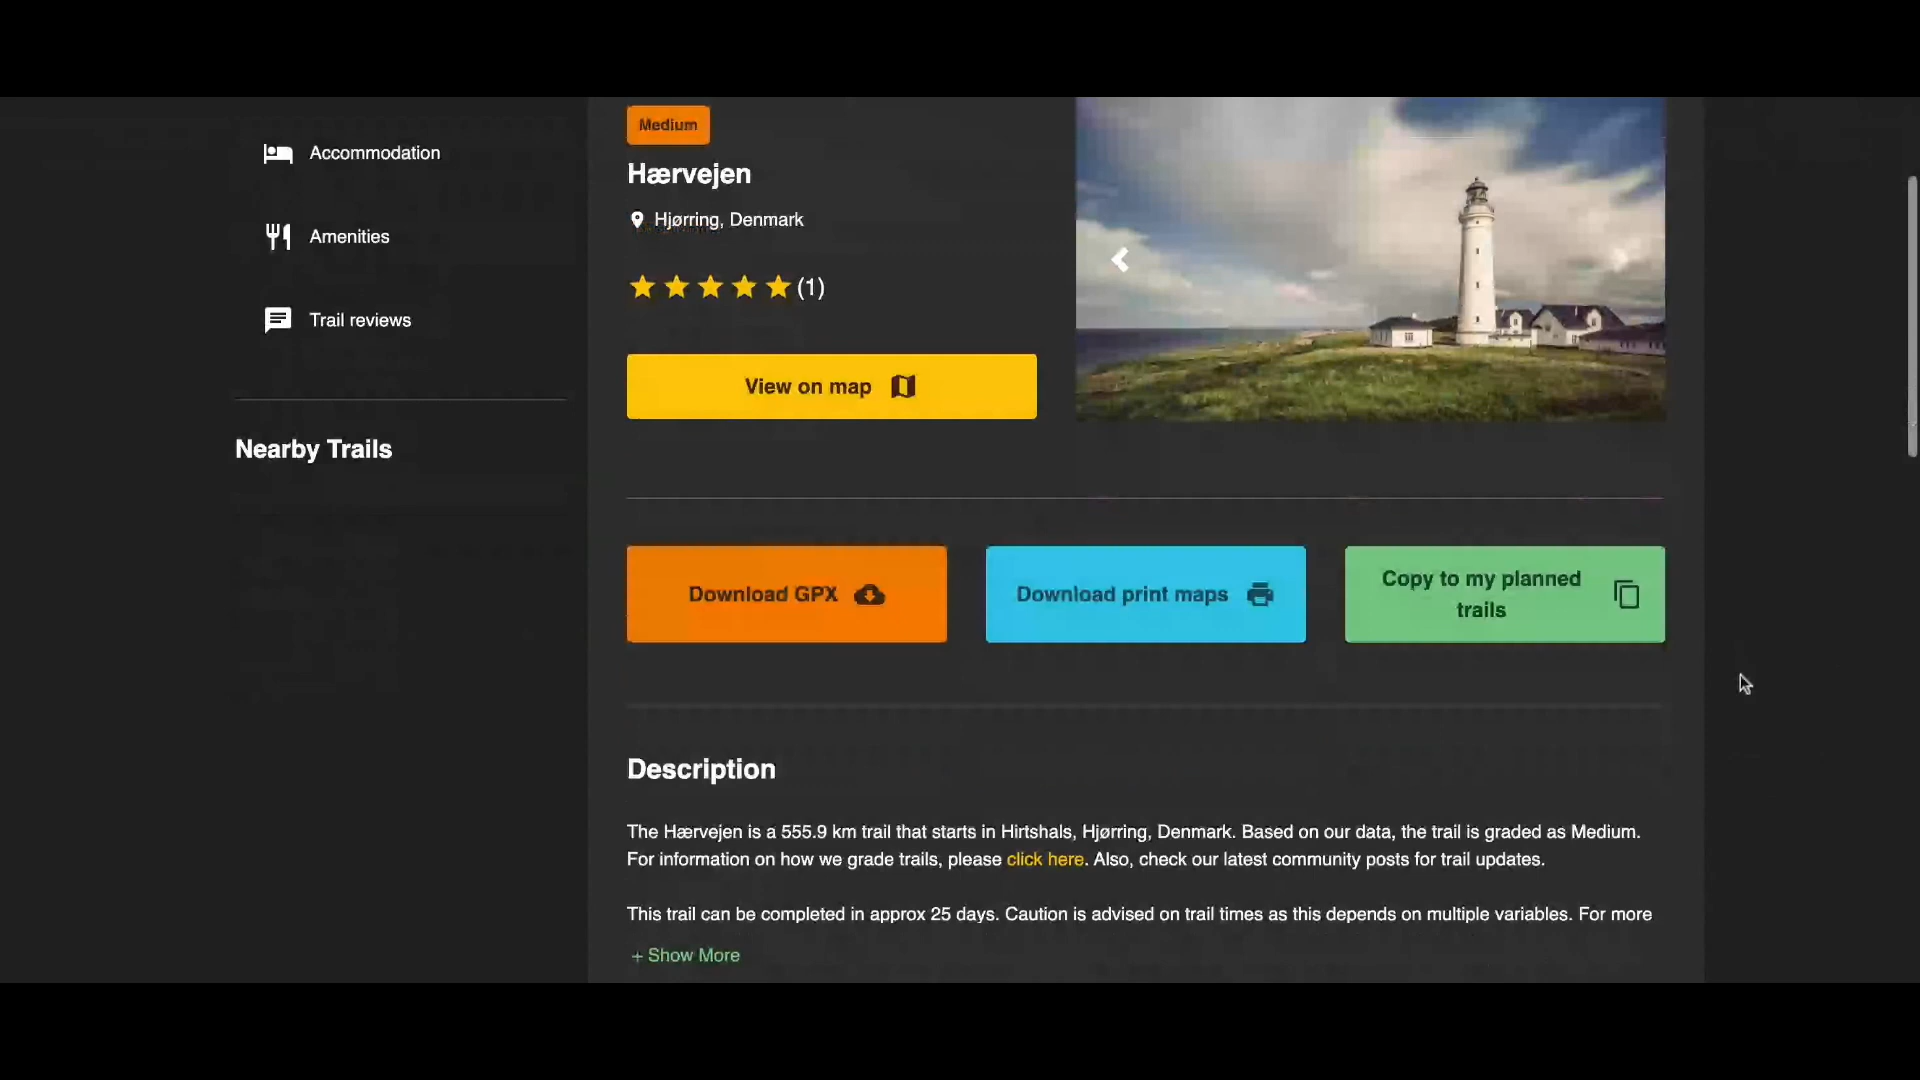 Accommodation
Amenities
Trail reviews
Nearby Trails
Medium
Hærvejen
Hjørring, Denmark
(1)
View on map
Download GPX
Download print maps
Copy to my planned
trails
Description
The Hærvejen is a 555.9 km trail that starts in Hirtshals, Hjørring, Denmark. Based on our data, the trail is graded as Medium.
For information on how we grade trails, please click here. Also, check our latest community posts for trail updates.
This trail can be completed in approx 25 days. Caution is advised on trail times as this depends on multiple variables. For more
+ Show More